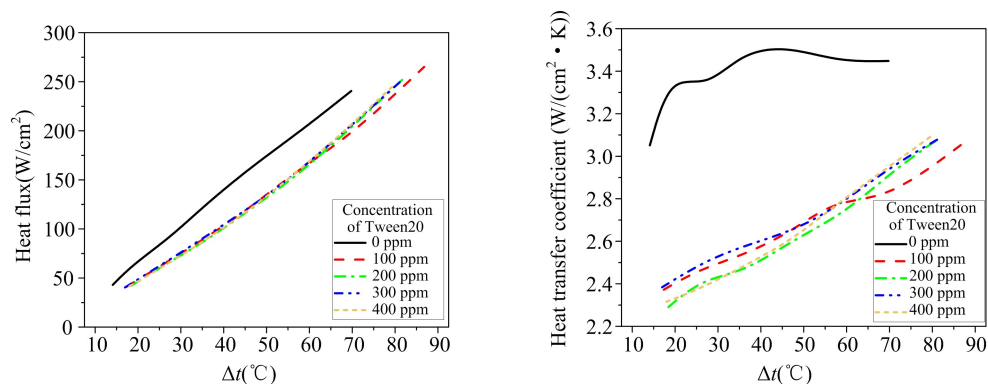 300
250
200
150
100
50
0
Heat flux(W/cm²)
10 20 30 40 50 60 70 80 90
Δt(℃)
Concentration
of Tween20
0 ppm
100 ppm
200 ppm
300 ppm
400 ppm
3.6
3.4
3.2
3.0
2.8
2.6
2.4
2.2
Heat transfer coefficient (W/(cm²・K))
10 20 30 40 50 60 70 80 90
Δt(℃)
Concentration
of Tween20
0 ppm
100 ppm
200 ppm
300 ppm
400 ppm